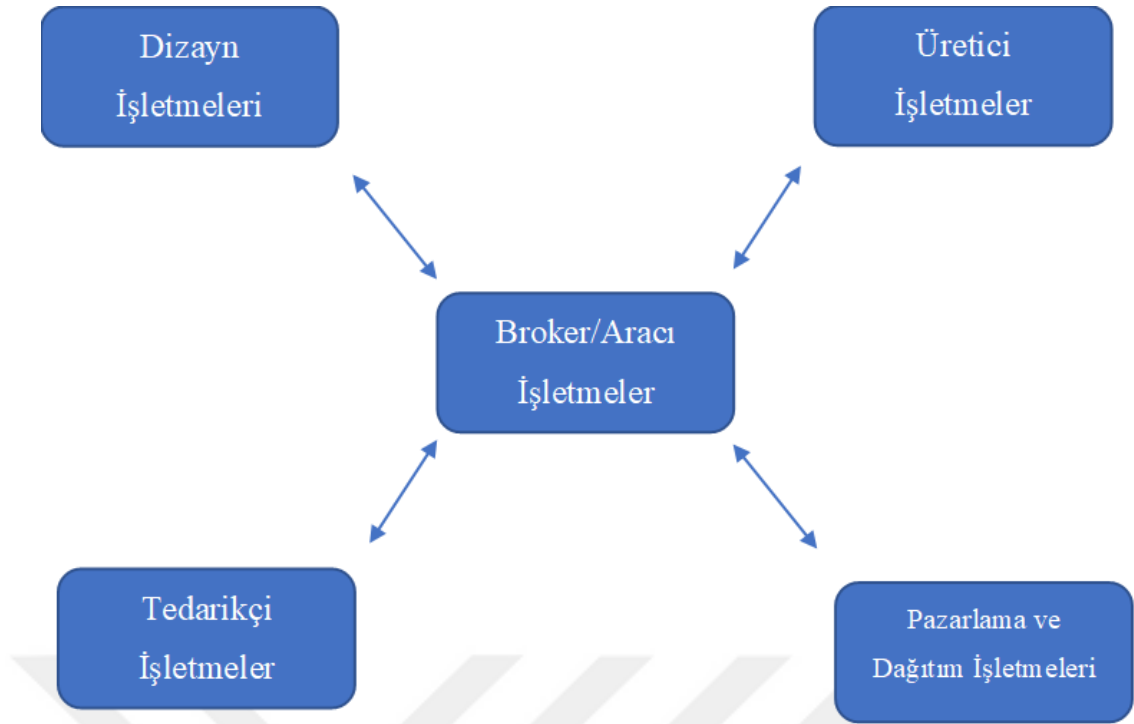 Dizayn
İşletmeleri
Üretici
İşletmeler
Broker/Aracı
İşletmeler
Tedarikçi
İşletmeler
Pazarlama ve
Dağıtım İşletmeleri